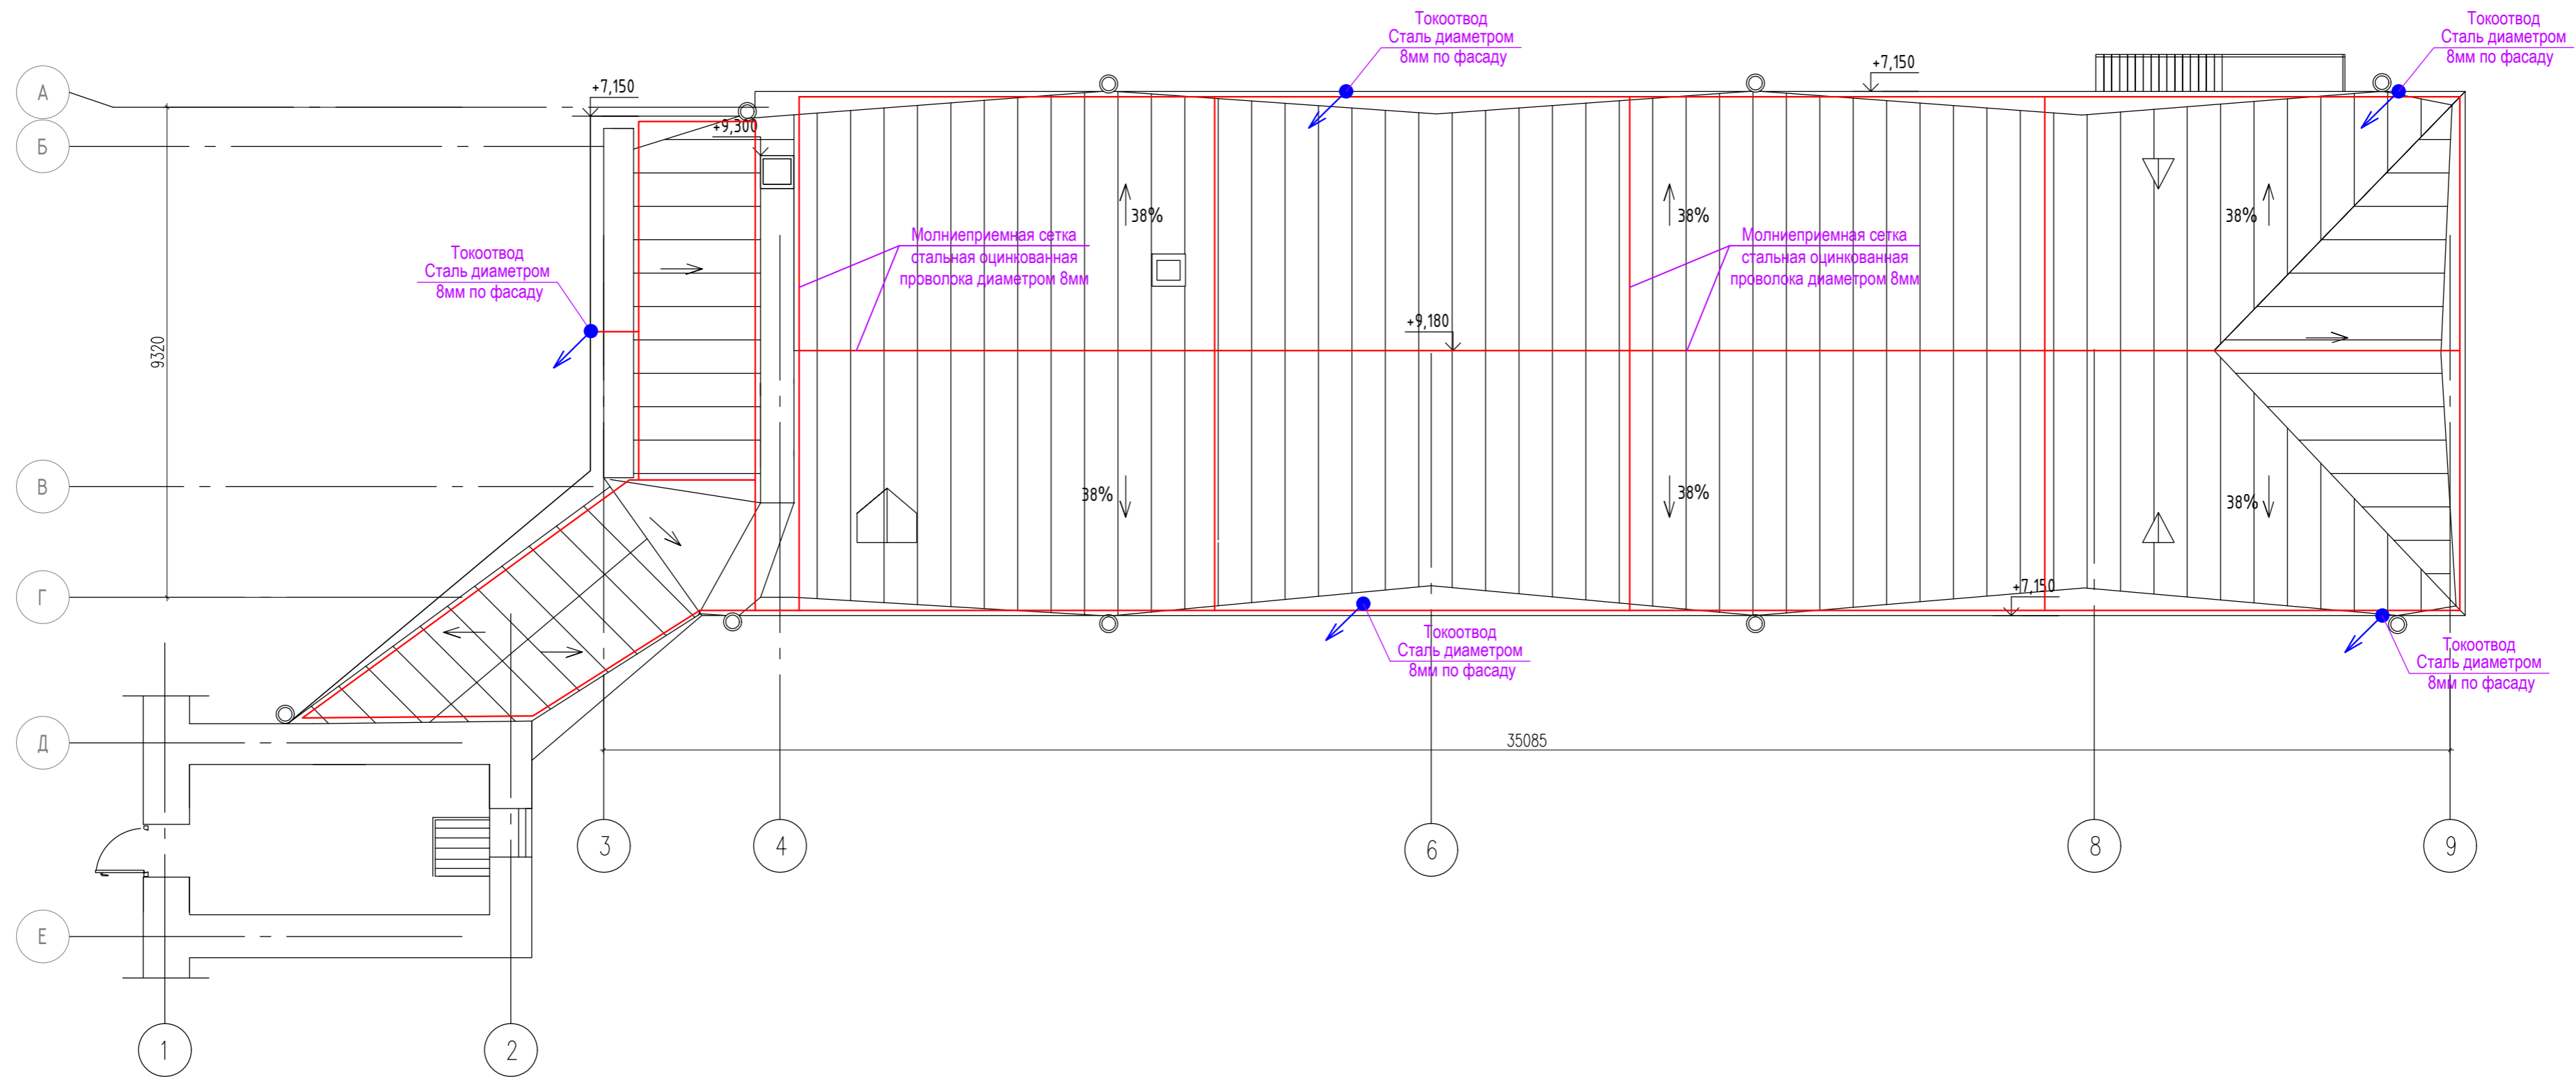 Токоотвод
Сталь диаметром
8мм по фасаду
Токоотвод
Сталь диаметром
8мм по фасаду
А
+7,150
+7,150
+9,300
Б
38%
38%
38%
Молниеприемная сетка
стальная оцинкованная
проволока диаметром 8мм
Молниеприемная сетка
стальная оцинкованная
проволока диаметром 8мм
Токоотвод
Сталь диаметром
8мм по фасаду
+9,180
9320
В
38%
38%
38%
Г
+7,150
Токоотвод
Сталь диаметром
8мм по фасаду
Токоотвод
Сталь диаметром
8мм по фасаду
Д
35085
3
4
6
8
9
Е
1
2